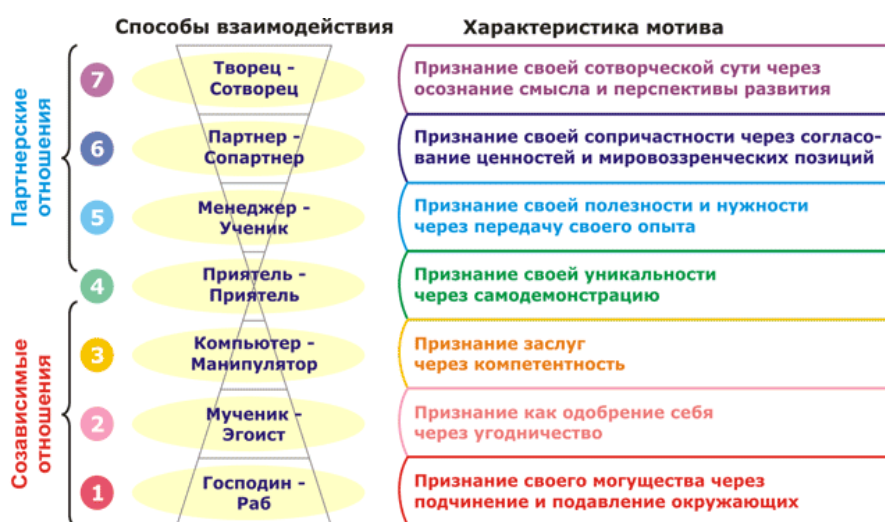 Способы взаимодействия
Характеристика мотива
Партнерские
отношения
7
Творец -
Сотворец
Признание своей сотворческой сути через
осознание смысла и перспективы развития
6
Партнер -
Сопартнер
Признание своей сопричастности через согласо-
вание ценностей и мировоззренческих позиций
5
Менеджер -
Ученик
Признание своей полезности и нужности
через передачу своего опыта
4
Приятель -
Приятель
Признание своей уникальности
через самодемонстрацию
Созависимые
отношения
3
Компьютер -
Манипулятор
Признание заслуг
через компетентность
2
Мученик -
Эгоист
Признание как одобрение себя
через угодничество
1
Господин -
Раб
Признание своего могущества через
подчинение и подавление окружающих